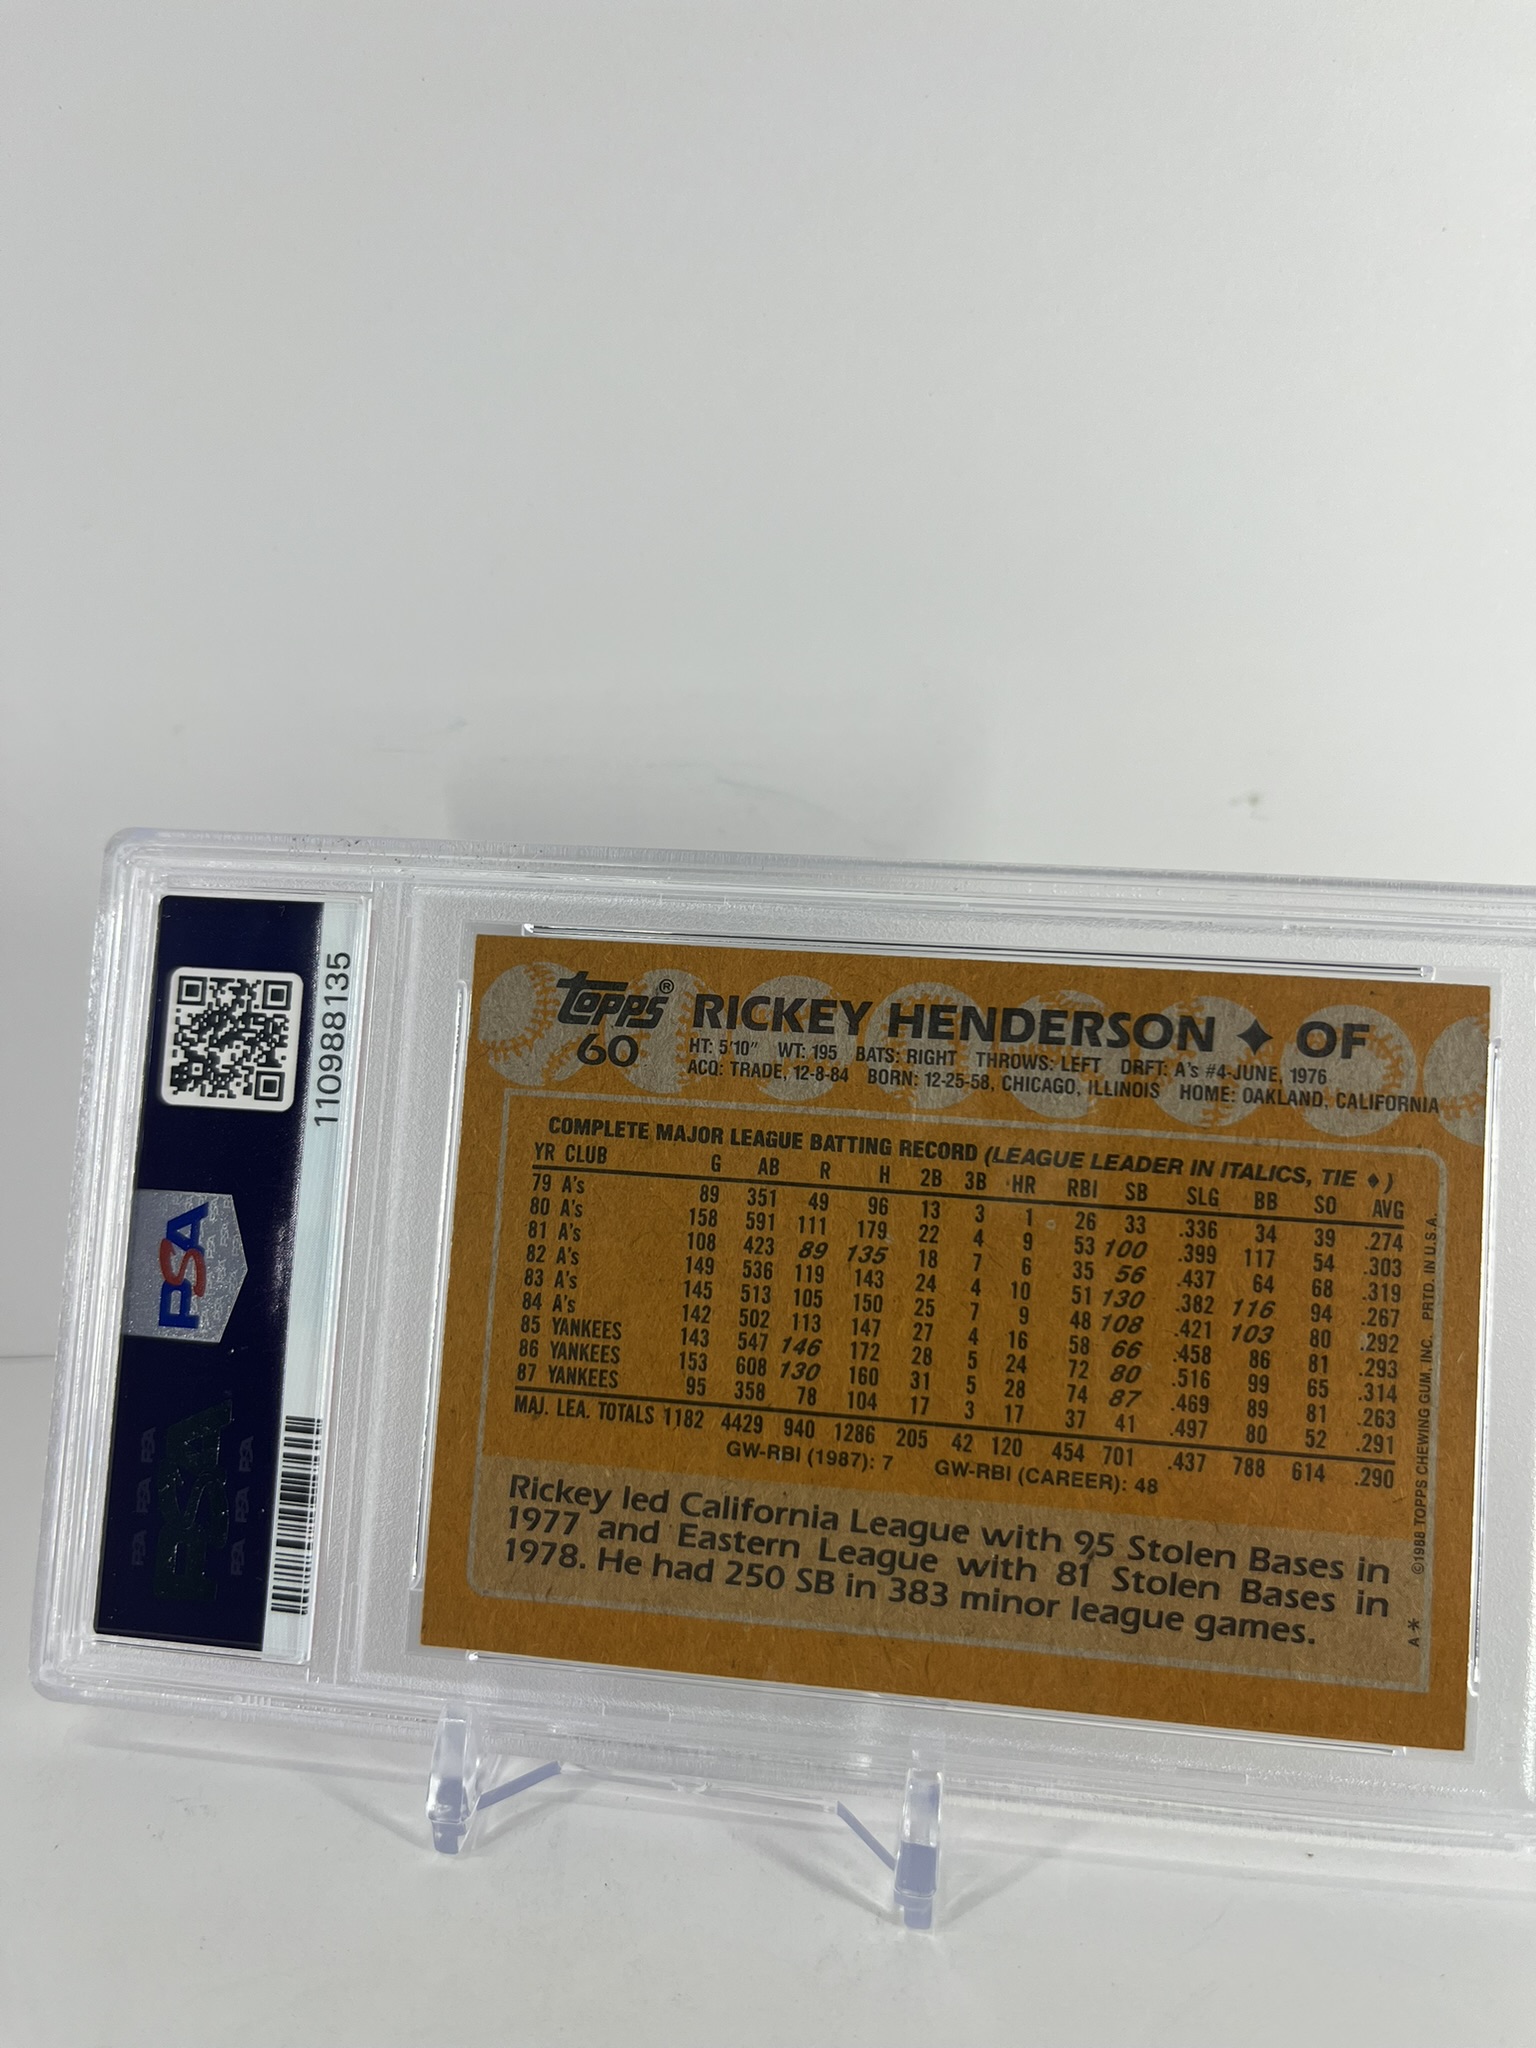 110988135
PSA
topps® RICKEY HENDERSON ✦ OF
60 HT: 5'10" WT: 195 BATS: RIGHT THROWS: LEFT DRFT: A's #4-JUNE, 1976
ACQ: TRADE, 12-8-84 BORN: 12-25-58, CHICAGO, ILLINOIS HOME: OAKLAND, CALIFORNIA
COMPLETE MAJOR LEAGUE BATTING RECORD (LEAGUE LEADER IN ITALICS, TIE ♦)
YR CLUB G AB R H 2B 3B HR RBI SB SLG BB SO AVG
79 A's 89 351 49 96 13 3 1 26 33 .336 34 39 .274
80 A's 158 591 111 179 22 4 9 53 100 .399 117 54 .303
81 A's 108 423 89 135 18 7 6 35 56 .437 64 68 .319
82 A's 149 536 119 143 24 4 10 51 130 .382 116 94 .267
83 A's 145 513 105 150 25 7 9 48 108 .421 103 80 .292
84 A's 142 502 113 147 27 4 16 58 66 .458 86 81 .293
85 YANKEES 143 547 146 172 28 5 24 72 80 .516 99 65 .314
86 YANKEES 153 608 130 160 31 5 28 74 87 .469 89 81 .263
87 YANKEES 95 358 78 104 17 3 17 37 41 .497 80 52 .291
MAJ. LEA. TOTALS 1182 4429 940 1286 205 42 120 454 701 .437 788 614 .290
GW-RBI (1987): 7 GW-RBI (CAREER): 48
Rickey led California League with 95 Stolen Bases in
1977 and Eastern League with 81 Stolen Bases in
1978. He had 250 SB in 383 minor league games.
A* ©1988 TOPPS CHEWING GUM, INC. PRTD. IN U.S.A.